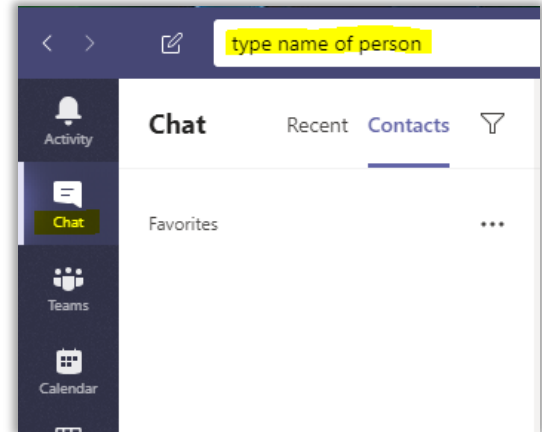 type name of person
Activity
Chat Recent Contacts
Chat
Favorites
Teams
Calendar